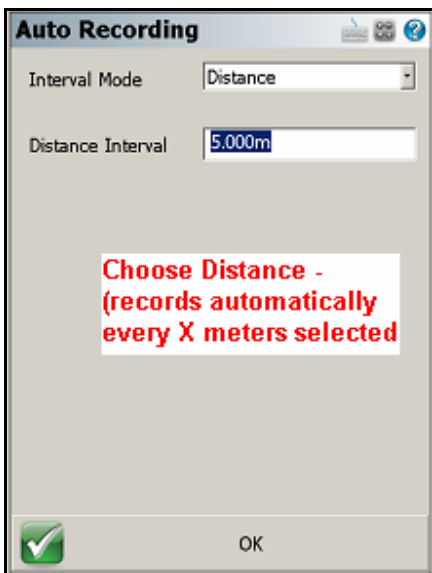 Auto Recording
Interval Mode Distance
Distance Interval 5.000m
Choose Distance -
(records automatically
every X meters selected
OK